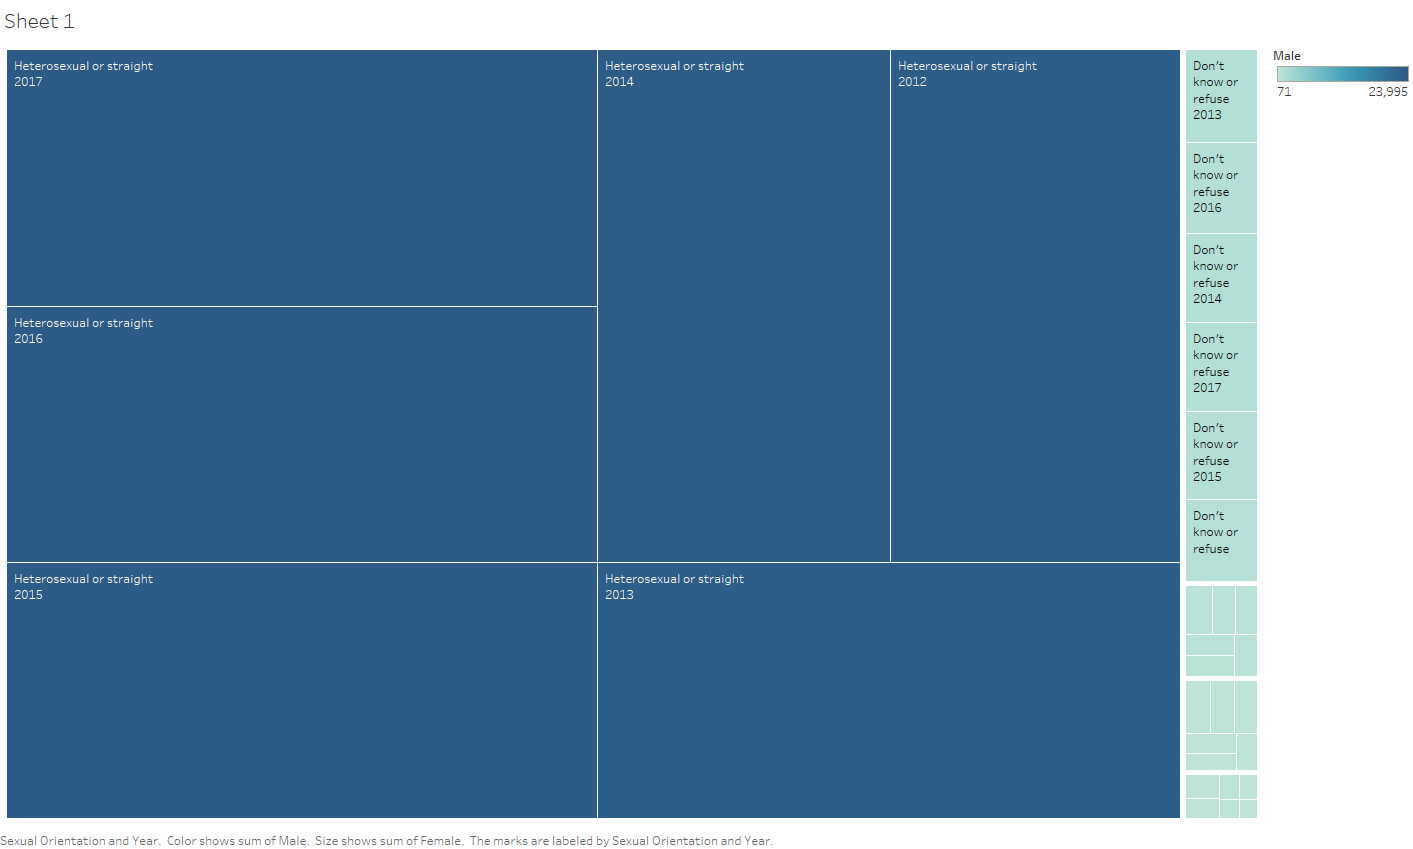 Sheet 1
Heterosexual or straight
2017
Heterosexual or straight
2016
Heterosexual or straight
2015
Heterosexual or straight
2014
Heterosexual or straight
2012
Heterosexual or straight
2013
Don't
know or
refuse
2013
Don't
know or
refuse
2016
Don't
know or
refuse
2014
Don't
know or
refuse
2017
Don't
know or
refuse
2015
Don't
know or
refuse
Male
71 23,995
Sexual Orientation and Year. Color shows sum of Male. Size shows sum of Female. The marks are labeled by Sexual Orientation and Year.